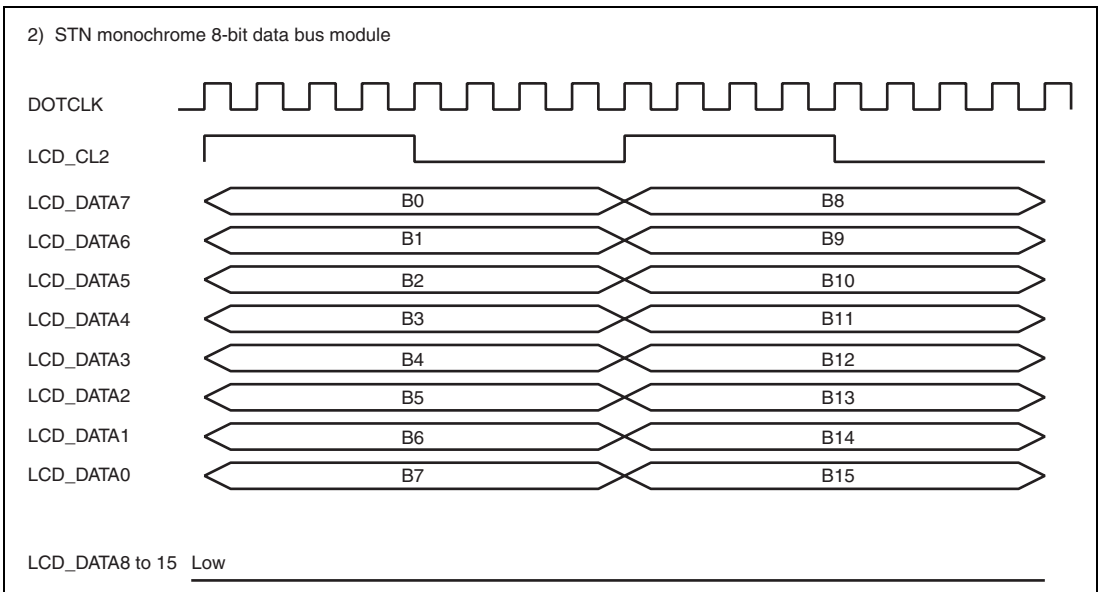 2) STN monochrome 8-bit data bus module
DOTCLK
LCD_CL2
LCD_DATA7 B0 B8
LCD_DATA6 B1 B9
LCD_DATA5 B2 B10
LCD_DATA4 B3 B11
LCD_DATA3 B4 B12
LCD_DATA2 B5 B13
LCD_DATA1 B6 B14
LCD_DATA0 B7 B15
LCD_DATA8 to 15 Low